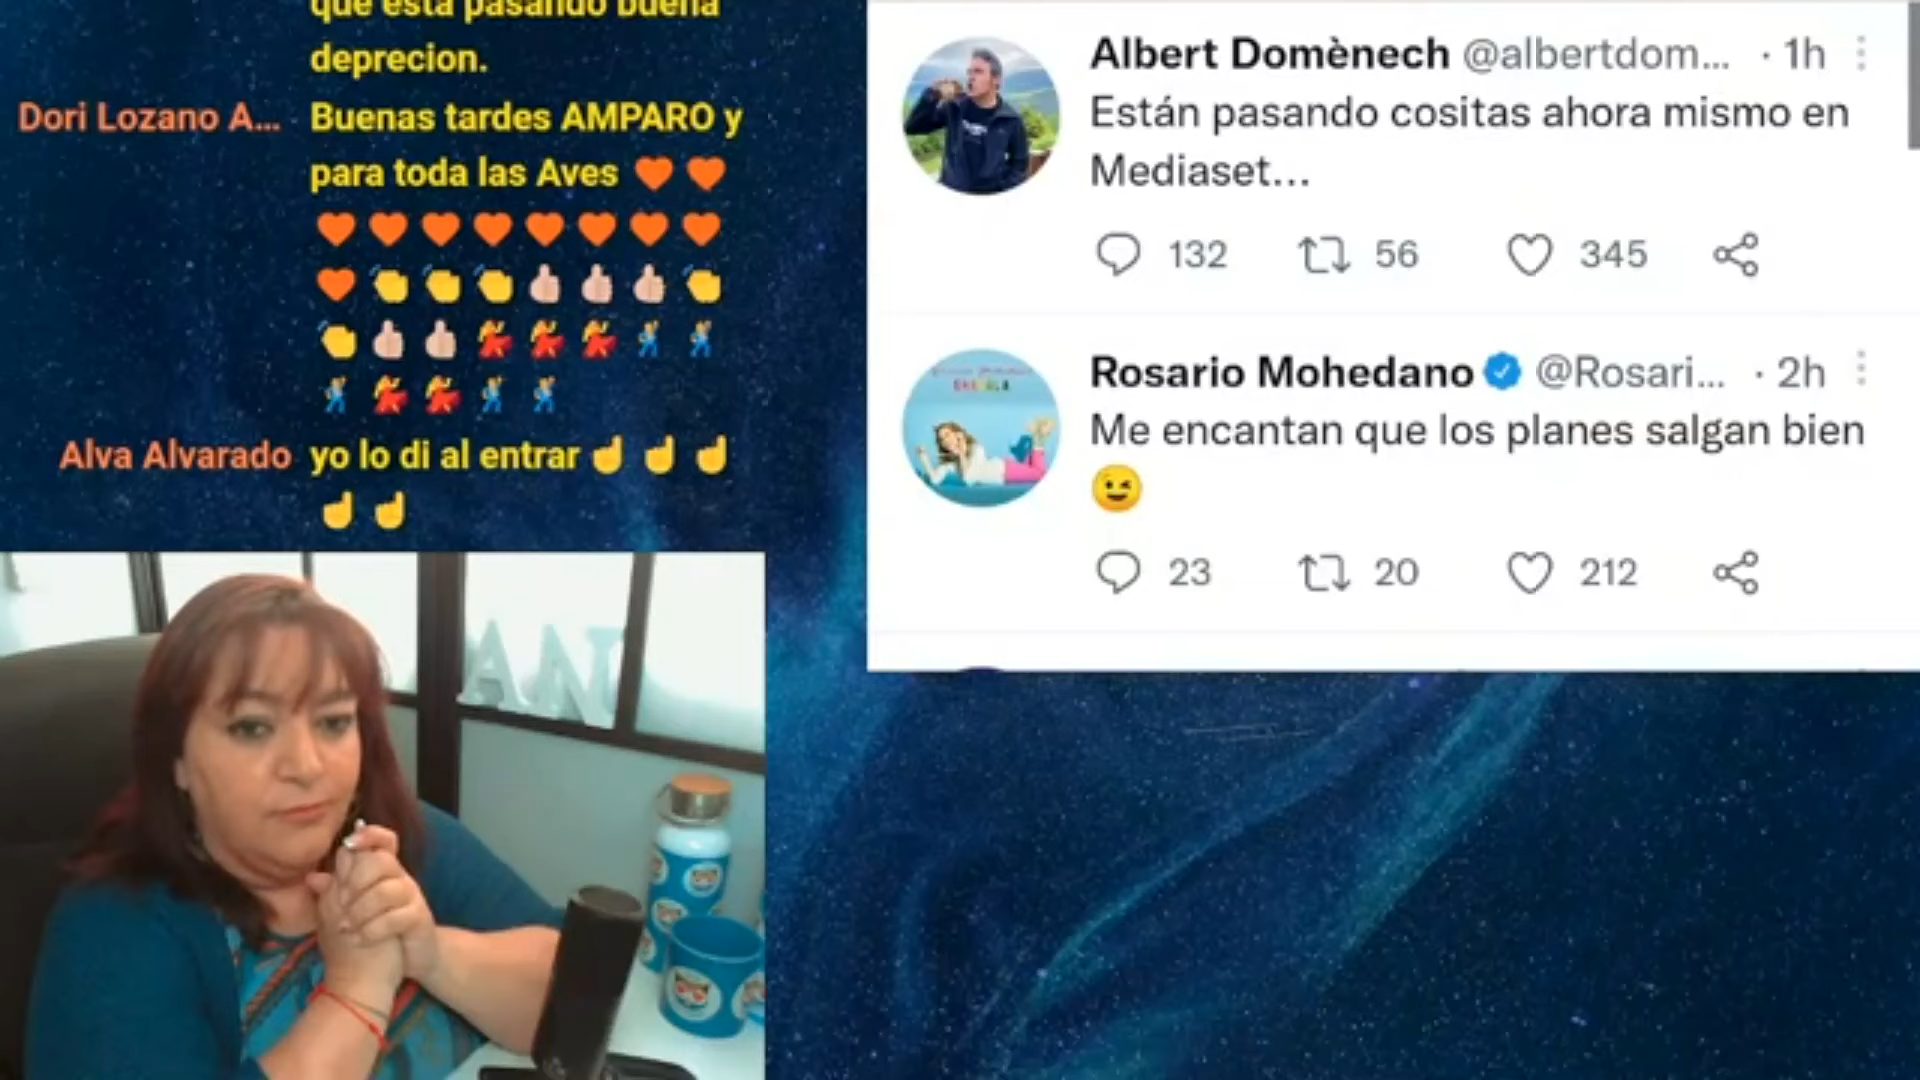 que está pasando buena
deprecion.
Dori Lozano A... Buenas tardes AMPARO y
para toda las Aves 🧡 🧡
🧡 🧡 🧡 🧡 🧡 🧡 🧡 🧡
🧡 👏 👏 👏 👍🏻 👍🏻 👍🏻 👏
👏 👍🏻 👍🏻 💃 💃 💃 🕺 🕺
🕺 💃 💃 🕺 🕺
Alva Alvarado yo lo di al entrar ☝️ ☝️ ☝️
☝️ ☝️
Albert Domènech @albertdom... · 1h
Están pasando cositas ahora mismo en
Mediaset...
132 56 345
Rosario Mohedano @Rosari... · 2h
Me encantan que los planes salgan bien
😉
23 20 212
AN